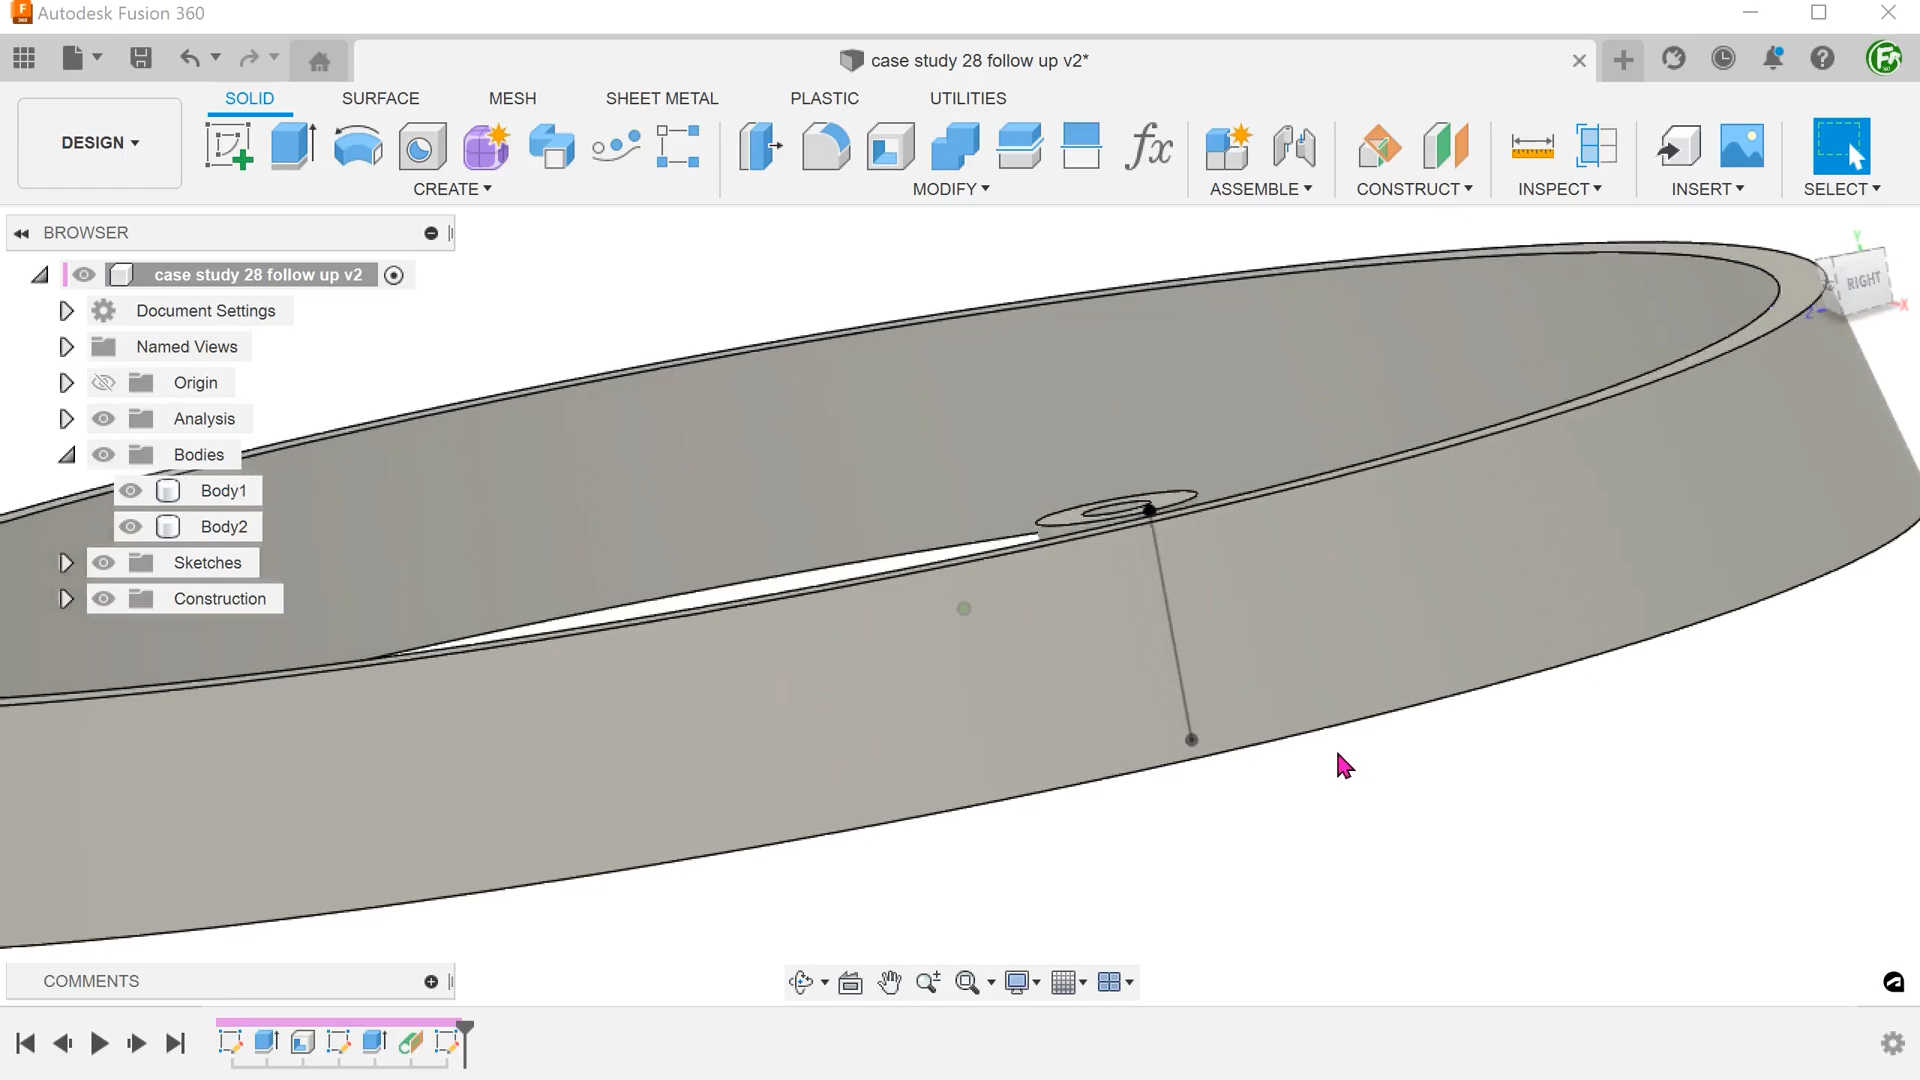 Autodesk Fusion 360
case study 28 follow up v2*
DESIGN
SOLID
SURFACE
MESH
SHEET METAL
PLASTIC
UTILITIES
fx
CREATE
MODIFY
ASSEMBLE
CONSTRUCT
INSPECT
INSERT
SELECT
BROWSER
case study 28 follow up v2
Document Settings
Named Views
Origin
Analysis
Bodies
Body1
Body2
Sketches
Construction
Y
RIGHT
Z
X
COMMENTS